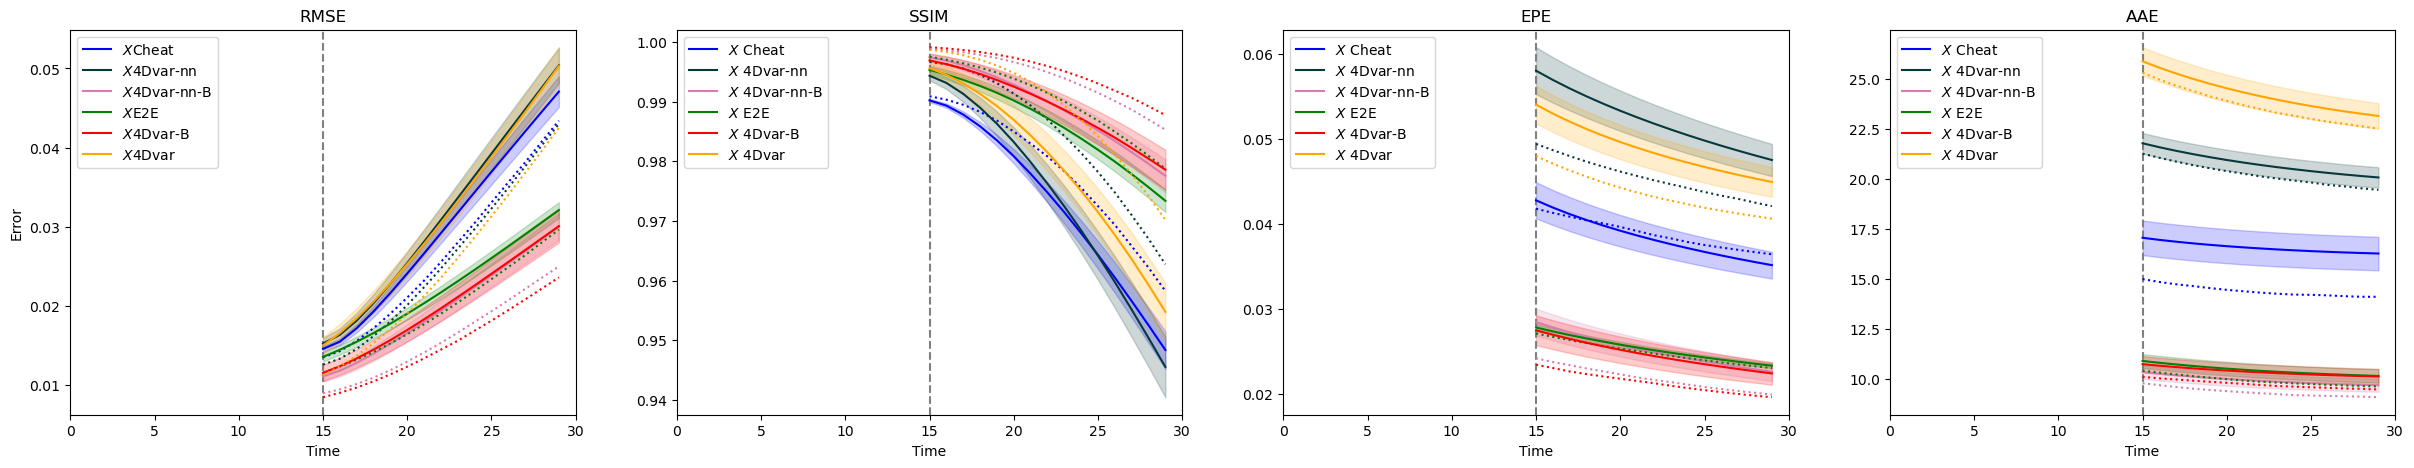 RMSE
Error
0.05
0.04
0.03
0.02
0.01
XCheat
X4Dvar-nn
X4Dvar-nn-B
XE2E
X4Dvar-B
X4Dvar
0 5 10 15 20 25 30
Time
SSIM
1.00
0.99
0.98
0.97
0.96
0.95
0.94
X Cheat
X 4Dvar-nn
X 4Dvar-nn-B
X E2E
X 4Dvar-B
X 4Dvar
0 5 10 15 20 25 30
Time
EPE
0.06
0.05
0.04
0.03
0.02
X Cheat
X 4Dvar-nn
X 4Dvar-nn-B
X E2E
X 4Dvar-B
X 4Dvar
0 5 10 15 20 25 30
Time
AAE
25.0
22.5
20.0
17.5
15.0
12.5
10.0
X Cheat
X 4Dvar-nn
X 4Dvar-nn-B
X E2E
X 4Dvar-B
X 4Dvar
0 5 10 15 20 25 30
Time